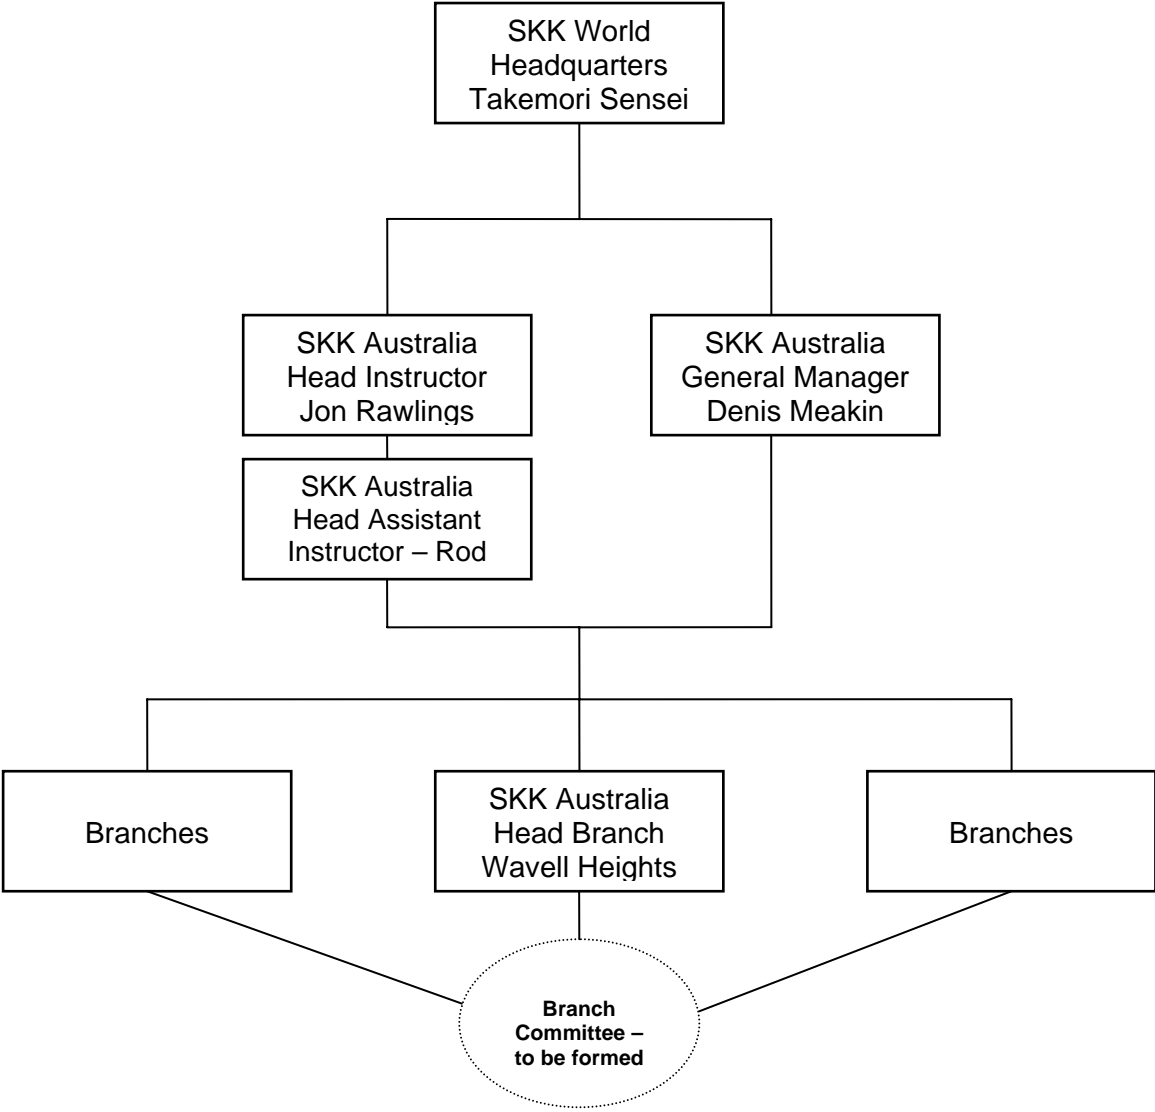 SKK World
Headquarters
Takemori Sensei
SKK Australia
Head Instructor
Jon Rawlings
SKK Australia
General Manager
Denis Meakin
SKK Australia
Head Assistant
Instructor – Rod
Branches
SKK Australia
Head Branch
Wavell Heights
Branches
Branch
Committee –
to be formed